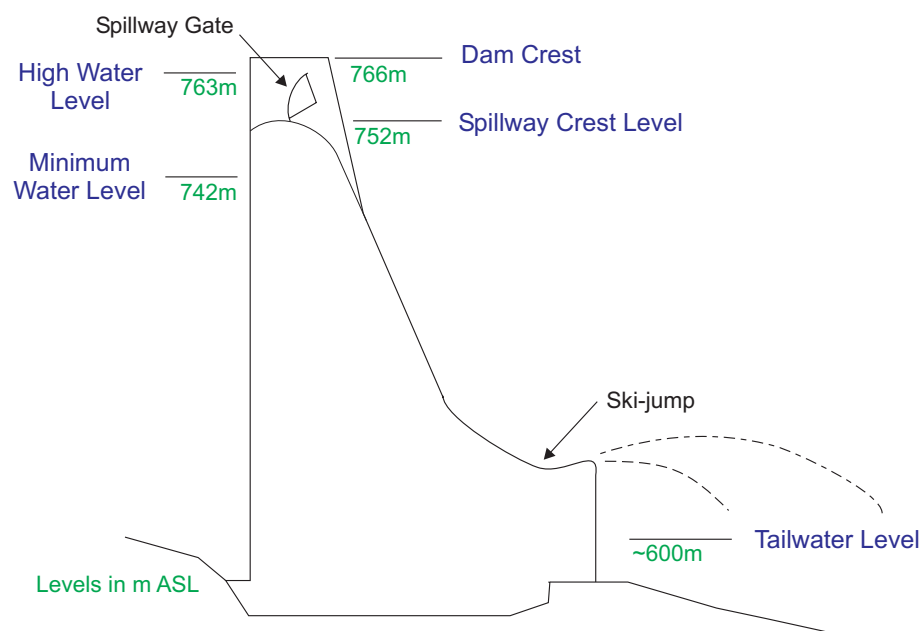 Spillway Gate
High Water
Level
763m
766m
Dam Crest
752m
Spillway Crest Level
Minimum
Water Level
742m
Ski-jump
~600m
Tailwater Level
Levels in m ASL